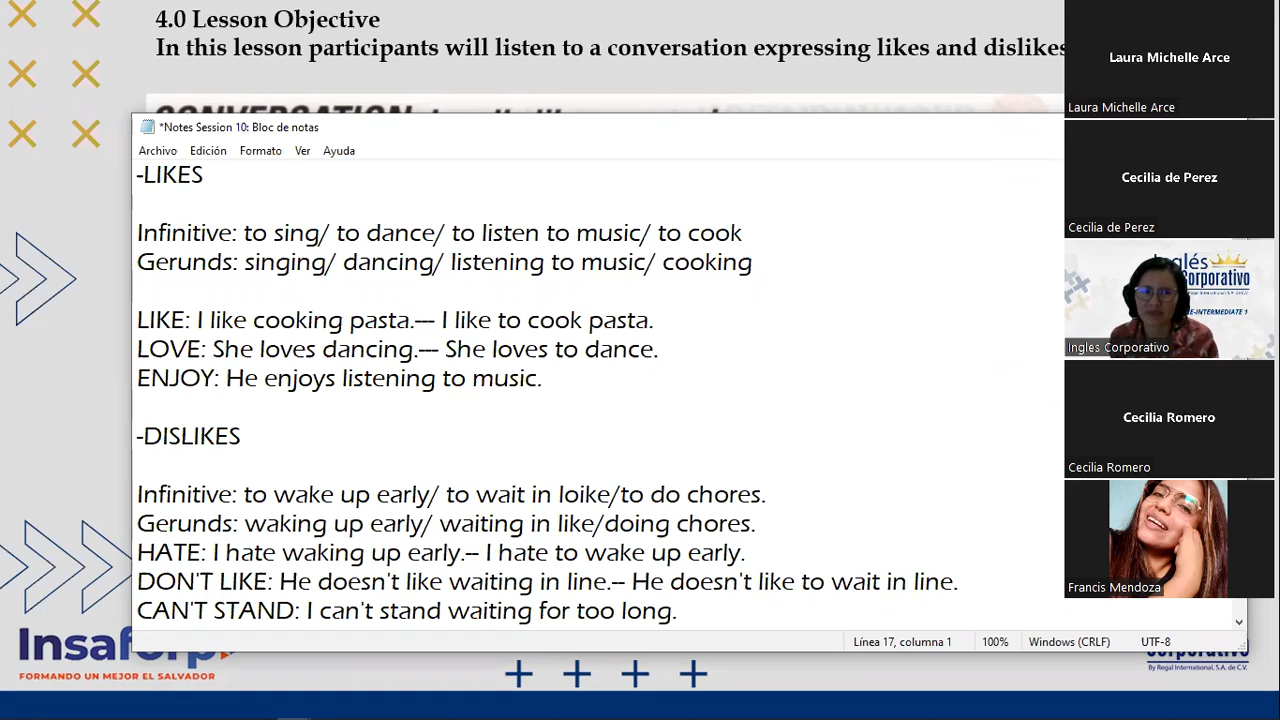 4.0 Lesson Objective
In this lesson participants will listen to a conversation expressing likes and dislikes
CONVERSATION
*Notes Session 10: Bloc de notas
Archivo Edición Formato Ver Ayuda
-LIKES
Infinitive: to sing/ to dance/ to listen to music/ to cook
Gerunds: singing/ dancing/ listening to music/ cooking
LIKE: I like cooking pasta.--- I like to cook pasta.
LOVE: She loves dancing.--- She loves to dance.
ENJOY: He enjoys listening to music.
-DISLIKES
Infinitive: to wake up early/ to wait in loike/to do chores.
Gerunds: waking up early/ waiting in like/doing chores.
HATE: I hate waking up early.-- I hate to wake up early.
DON'T LIKE: He doesn't like waiting in line.-- He doesn't like to wait in line.
CAN'T STAND: I can't stand waiting for too long.
Línea 17, columna 1 100% Windows (CRLF) UTF-8
Insaforp
FORMANDO UN MEJOR EL SALVADOR
Corporativo
By Regal International, S.A. de C.V.
Laura Michelle Arce
Laura Michelle Arce
Cecilia de Perez
Cecilia de Perez
Inglés
Corporativo
Ingles Corporativo
Cecilia Romero
Cecilia Romero
Francis Mendoza